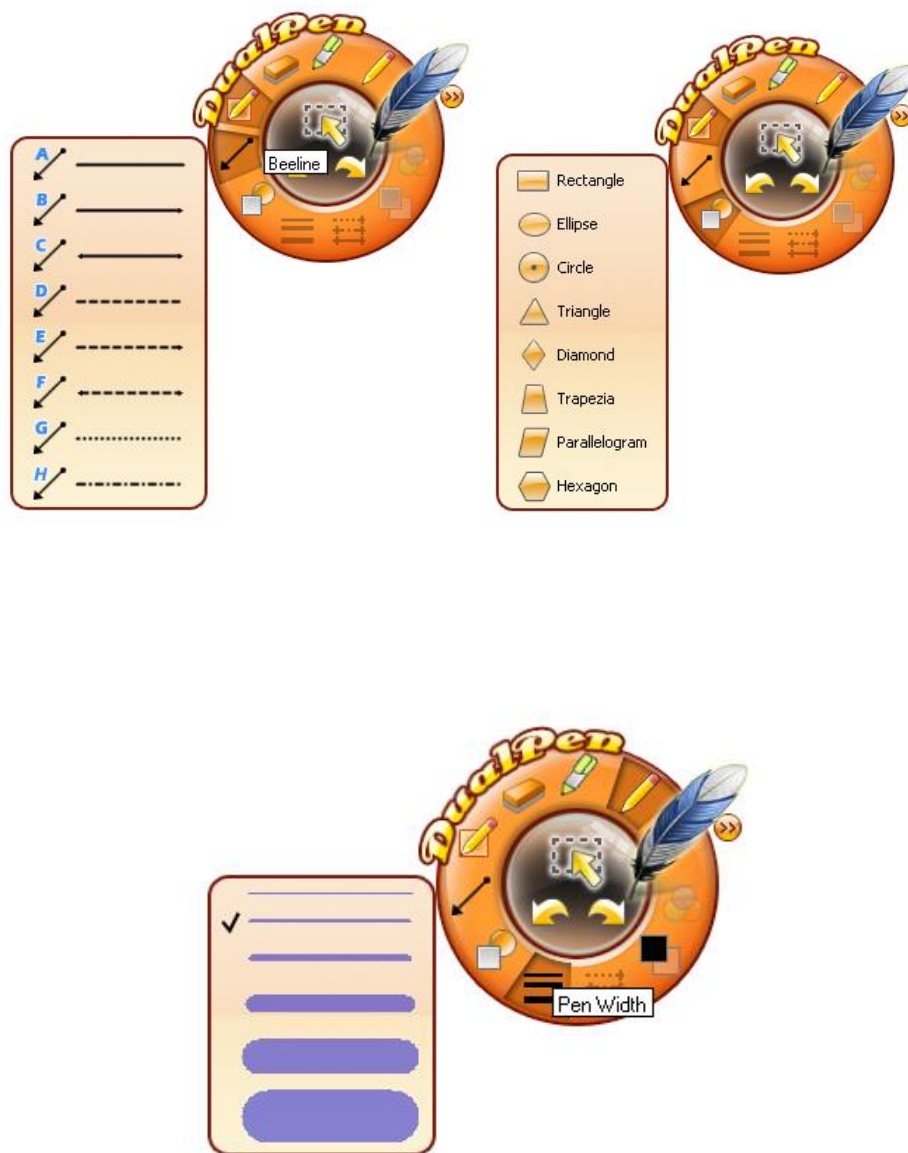 DualPen
Beeline
A
B
C
D
E
F
G
H
DualPen
Rectangle
Ellipse
Circle
Triangle
Diamond
Trapezia
Parallelogram
Hexagon
DualPen
Pen Width